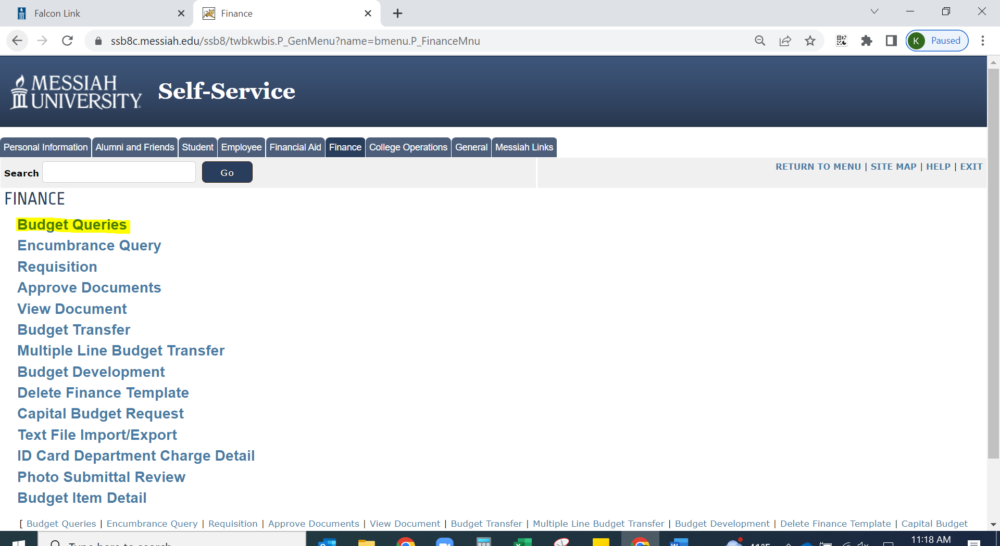 Falcon Link
Finance
ssb8c.messiah.edu/ssb8/twbkwbis.P_GenMenu?name=bmenu.P_FinanceMnu
K Paused
MESSIAH
UNIVERSITY
Self-Service
Personal Information Alumni and Friends Student Employee Financial Aid Finance College Operations General Messiah Links
Search Go
RETURN TO MENU | SITE MAP | HELP | EXIT
FINANCE
Budget Queries
Encumbrance Query
Requisition
Approve Documents
View Document
Budget Transfer
Multiple Line Budget Transfer
Budget Development
Delete Finance Template
Capital Budget Request
Text File Import/Export
ID Card Department Charge Detail
Photo Submittal Review
Budget Item Detail
[ Budget Queries | Encumbrance Query | Requisition | Approve Documents | View Document | Budget Transfer | Multiple Line Budget Transfer | Budget Development | Delete Finance Template | Capital Budget
Type here to search
11:18 AM